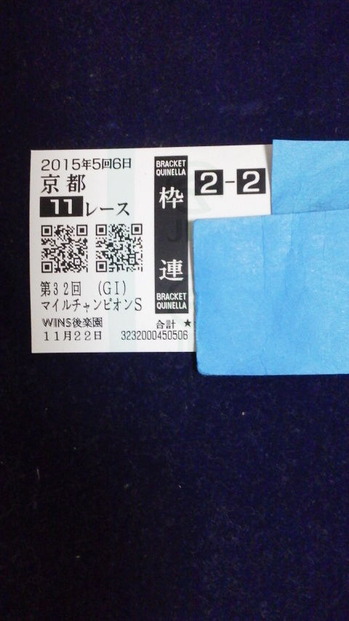 2015年5回6日
京都
11レース
第32回 (GI)
マイルチャンピオンS
WINS後楽園
11月22日
BRACKET
QUINELLA
枠
連
BRACKET
QUINELLA
2-2
合計 ★
3232000450506